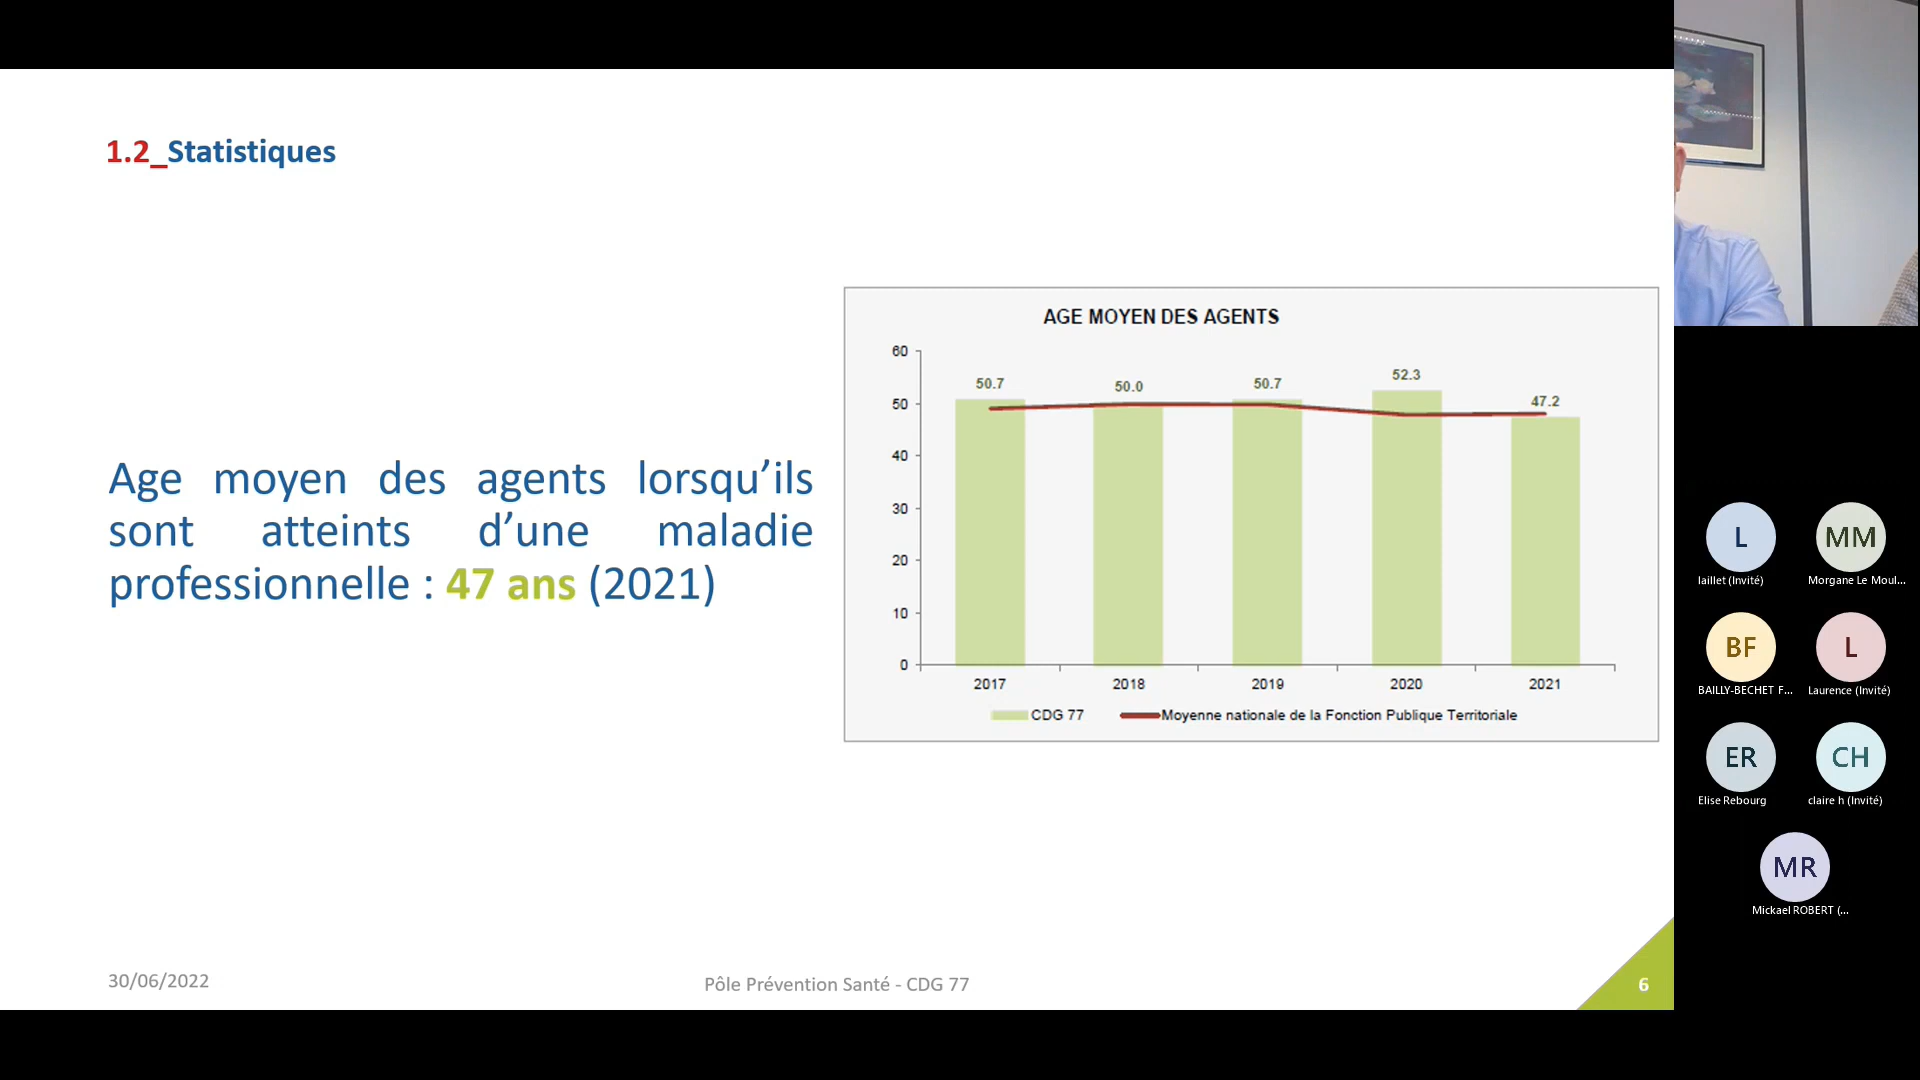 1.2_Statistiques
Age moyen des agents lorsqu’ils
sont atteints d’une maladie
professionnelle : 47 ans (2021)
AGE MOYEN DES AGENTS
60
50
40
30
20
10
0
50.7
50.0
50.7
52.3
47.2
2017
2018
2019
2020
2021
CDG 77
Moyenne nationale de la Fonction Publique Territoriale
30/06/2022
Pôle Prévention Santé - CDG 77
6
L
laillet (Invité)
MM
Morgane Le Moul...
BF
BAILLY-BECHET F...
L
Laurence (Invité)
ER
Elise Rebourg
CH
claire h (Invité)
MR
Mickael ROBERT (...